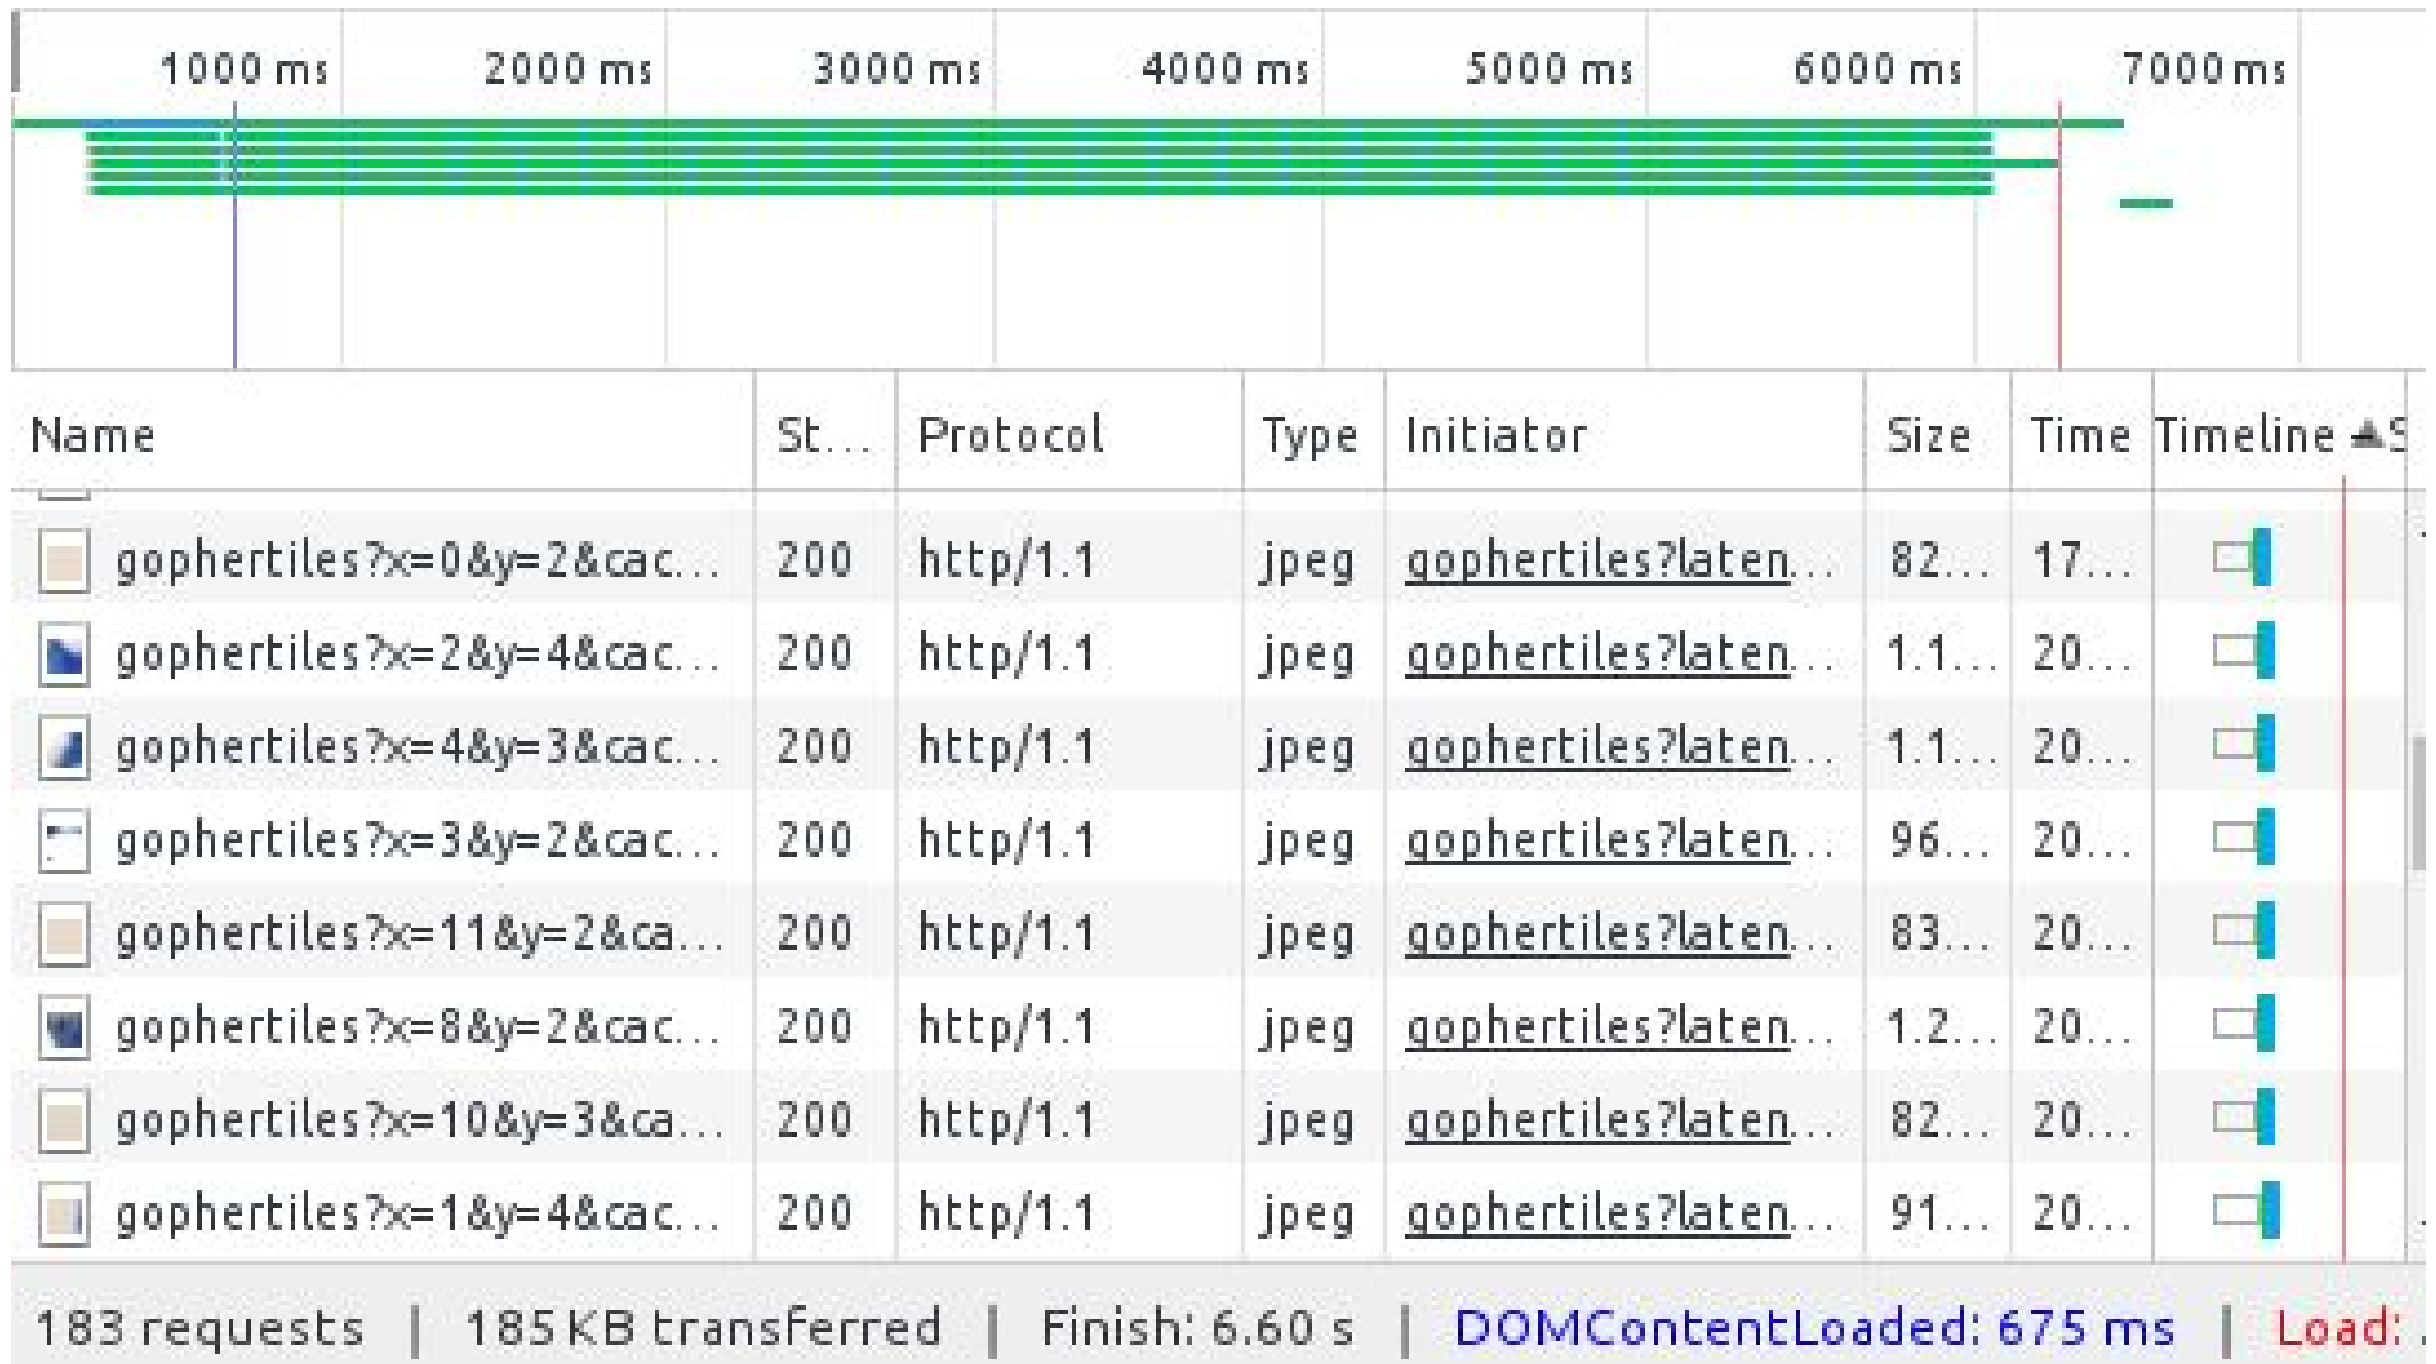 1000 ms 2000 ms 3000 ms 4000 ms 5000 ms 6000 ms 7000 ms
Name St... Protocol Type Initiator Size Time Timeline ▲S
gophertiles?x=0&y=2&cac... 200 http/1.1 jpeg gophertiles?laten... 82... 17...
gophertiles?x=2&y=4&cac... 200 http/1.1 jpeg gophertiles?laten... 1.1... 20...
gophertiles?x=4&y=3&cac... 200 http/1.1 jpeg gophertiles?laten... 1.1... 20...
gophertiles?x=3&y=2&cac... 200 http/1.1 jpeg gophertiles?laten... 96... 20...
gophertiles?x=11&y=2&ca... 200 http/1.1 jpeg gophertiles?laten... 83... 20...
gophertiles?x=8&y=2&cac... 200 http/1.1 jpeg gophertiles?laten... 1.2... 20...
gophertiles?x=10&y=3&ca... 200 http/1.1 jpeg gophertiles?laten... 82... 20...
gophertiles?x=1&y=4&cac... 200 http/1.1 jpeg gophertiles?laten... 91... 20...
183 requests | 185 KB transferred | Finish: 6.60 s | DOMContentLoaded: 675 ms | Load: